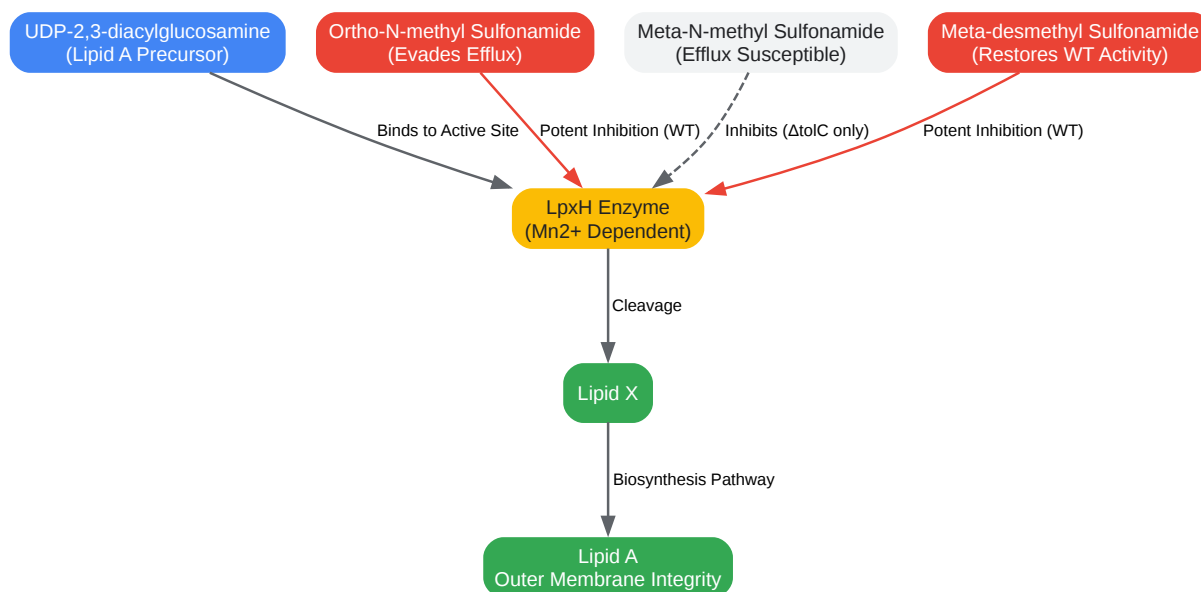 UDP-2,3-diacylglucosamine
(Lipid A Precursor)
Ortho-N-methyl Sulfonamide
(Evades Efflux)
Meta-N-methyl Sulfonamide
(Efflux Susceptible)
Meta-desmethyl Sulfonamide
(Restores WT Activity)
Binds to Active Site
Potent Inhibition (WT)
Inhibits (ΔtolC only)
Potent Inhibition (WT)
LpxH Enzyme
(Mn2+ Dependent)
Cleavage
Lipid X
Biosynthesis Pathway
Lipid A
Outer Membrane Integrity